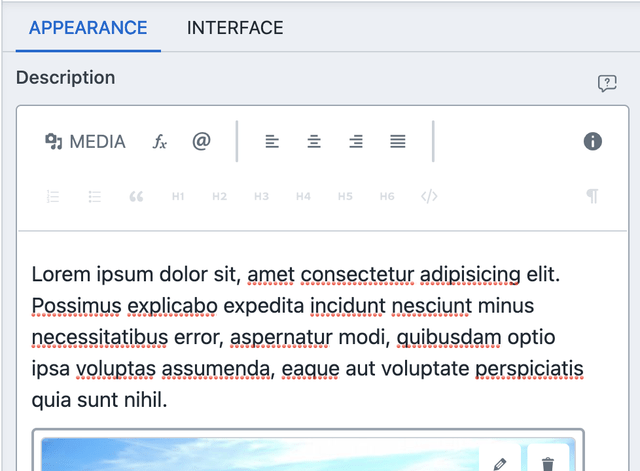 APPEARANCE INTERFACE
Description
?
MEDIA fx @ i
H1 H2 H3 H4 H5 H6 </> ¶
Lorem ipsum dolor sit, amet consectetur adipisicing elit.
Possimus explicabo expedita incidunt nesciunt minus
necessitatibus error, aspernatur modi, quibusdam optio
ipsa voluptas assumenda, eaque aut voluptate perspiciatis
quia sunt nihil.